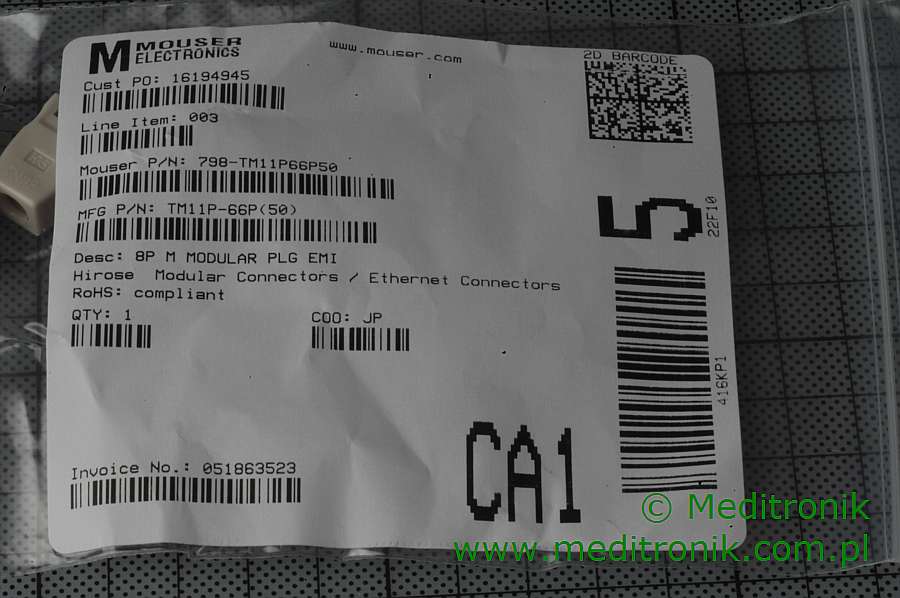 MOUSER
ELECTRONICS
www.mouser.com
2D BARCODE
Cust PO: 16194945
Line Item: 003
Mouser P/N: 798-TM11P66P50
MFG P/N: TM11P-66P(50)
Desc: 8P M MODULAR PLG EMI
Hirose Modular Connectors / Ethernet Connectors
RoHS: compliant
QTY: 1
COO: JP
5
22F10
416KP1
Invoice No.: 051863523
CA1
© Meditronik
www.meditronik.com.pl